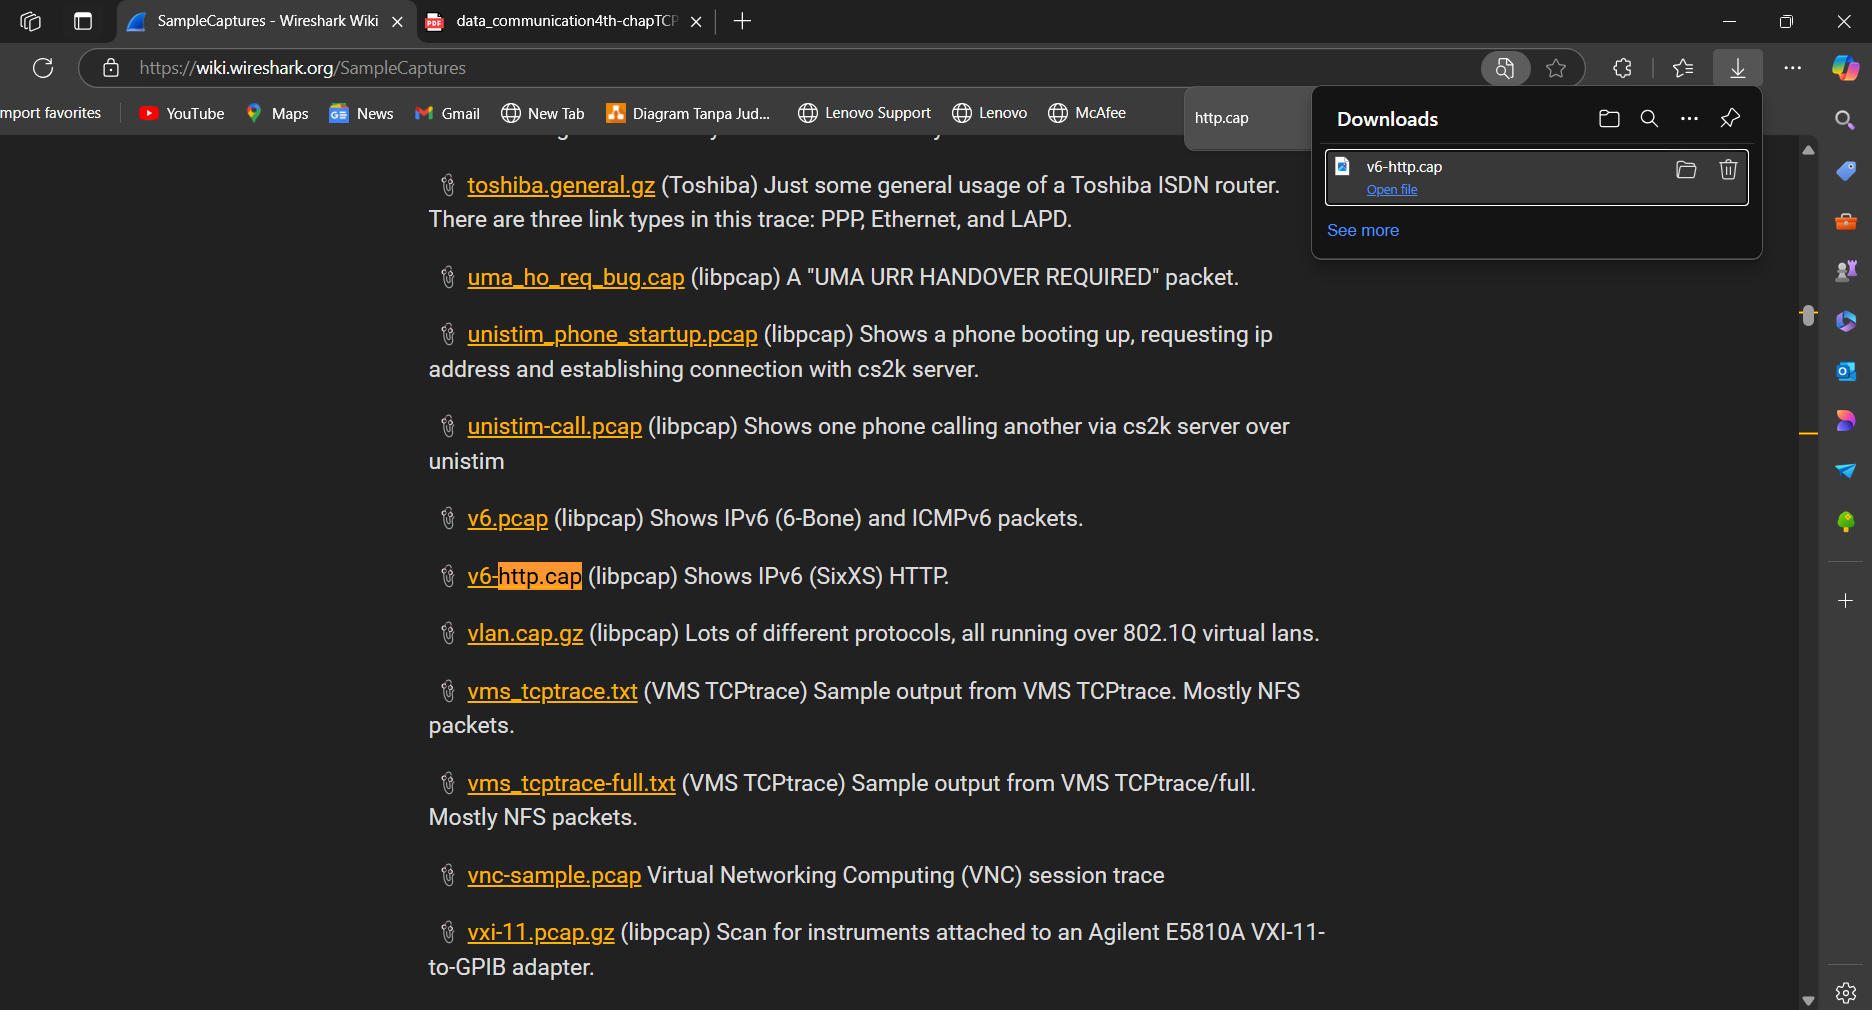 SampleCaptures - Wireshark Wiki
data_communication4th-chapTCP
https://wiki.wireshark.org/SampleCaptures
mport favorites
YouTube
Maps
News
Gmail
New Tab
Diagram Tanpa Jud...
Lenovo Support
Lenovo
McAfee
http.cap
Downloads
v6-http.cap
Open file
See more
toshiba.general.gz (Toshiba) Just some general usage of a Toshiba ISDN router.
There are three link types in this trace: PPP, Ethernet, and LAPD.
uma_ho_req_bug.cap (libpcap) A "UMA URR HANDOVER REQUIRED" packet.
unistim_phone_startup.pcap (libpcap) Shows a phone booting up, requesting ip
address and establishing connection with cs2k server.
unistim-call.pcap (libpcap) Shows one phone calling another via cs2k server over
unistim
v6.pcap (libpcap) Shows IPv6 (6-Bone) and ICMPv6 packets.
v6-http.cap (libpcap) Shows IPv6 (SixXS) HTTP.
vlan.cap.gz (libpcap) Lots of different protocols, all running over 802.1Q virtual lans.
vms_tcptrace.txt (VMS TCPtrace) Sample output from VMS TCPtrace. Mostly NFS
packets.
vms_tcptrace-full.txt (VMS TCPtrace) Sample output from VMS TCPtrace/full.
Mostly NFS packets.
vnc-sample.pcap Virtual Networking Computing (VNC) session trace
vxi-11.pcap.gz (libpcap) Scan for instruments attached to an Agilent E5810A VXI-11-
to-GPIB adapter.